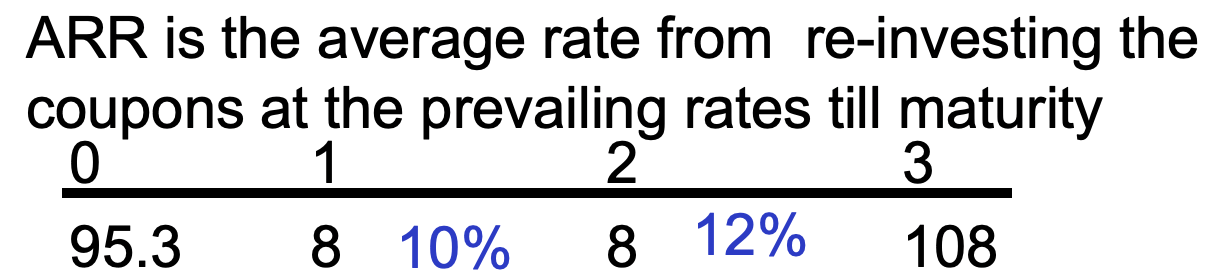 ARR is the average rate from re-investing the
coupons at the prevailing rates till maturity
0 1 2 3
95.3 8 10% 8 12% 108